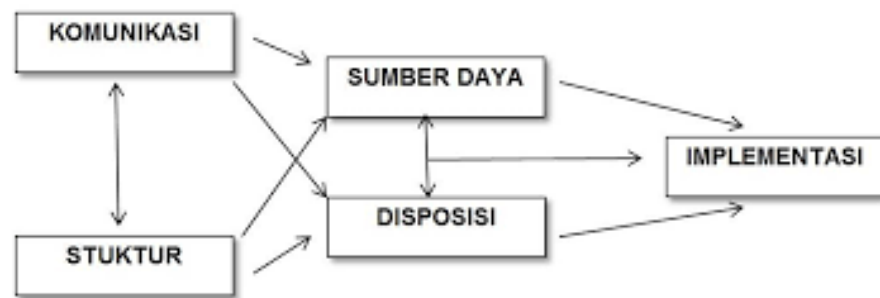 KOMUNIKASI
SUMBER DAYA
IMPLEMENTASI
DISPOSISI
STUKTUR